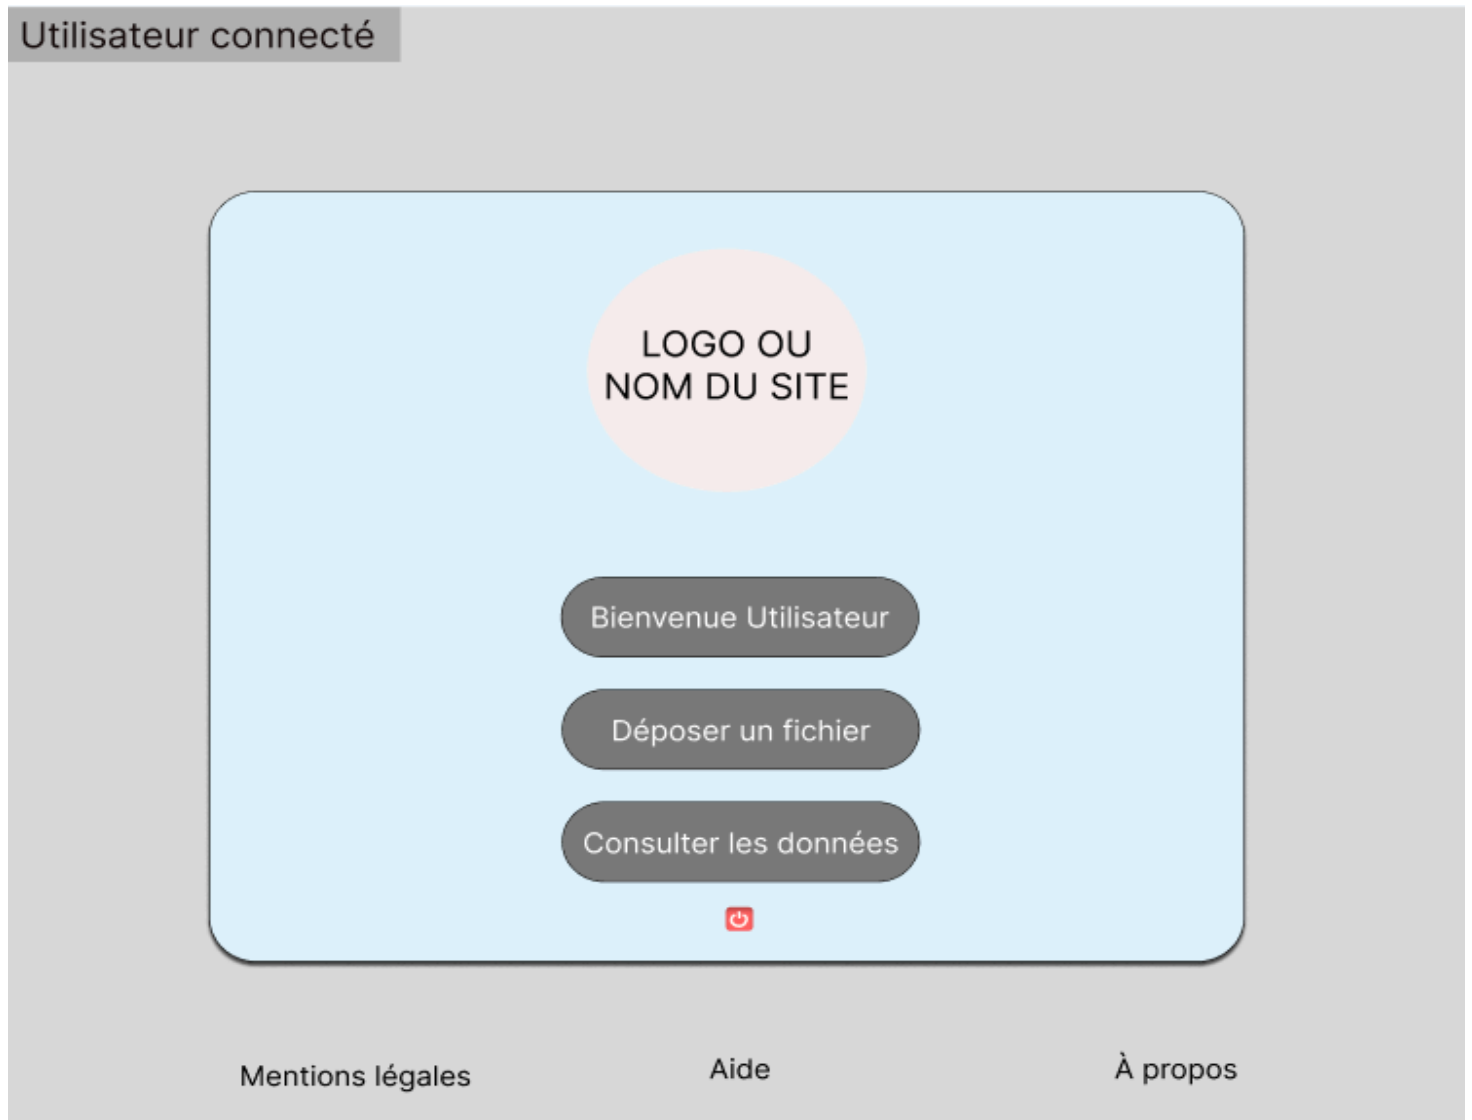 Utilisateur connecté
LOGO OU
NOM DU SITE
Bienvenue Utilisateur
Déposer un fichier
Consulter les données
Mentions légales
Aide
À propos